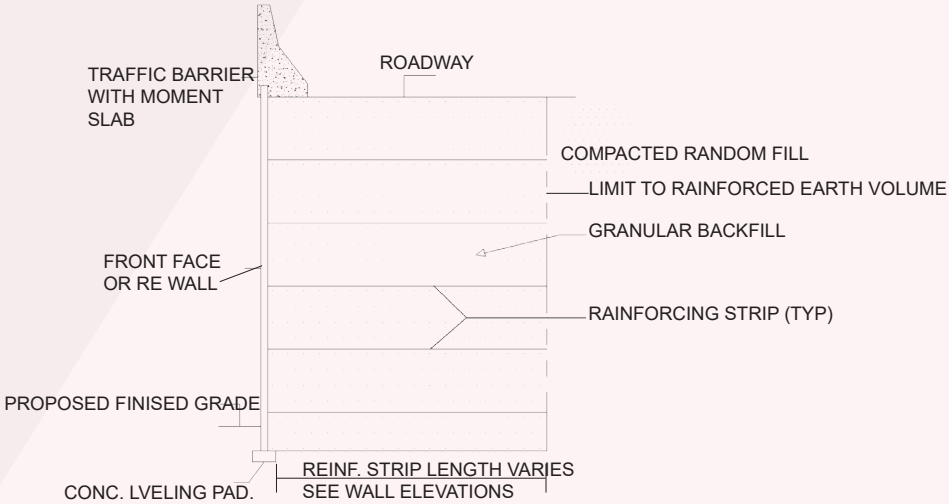 TRAFFIC BARRIER
WITH MOMENT
SLAB
ROADWAY
COMPACTED RANDOM FILL
LIMIT TO RAINFORCED EARTH VOLUME
GRANULAR BACKFILL
FRONT FACE
OR RE WALL
RAINFORCING STRIP (TYP)
PROPOSED FINISED GRADE
REINF. STRIP LENGTH VARIES
SEE WALL ELEVATIONS
CONC. LVELING PAD.